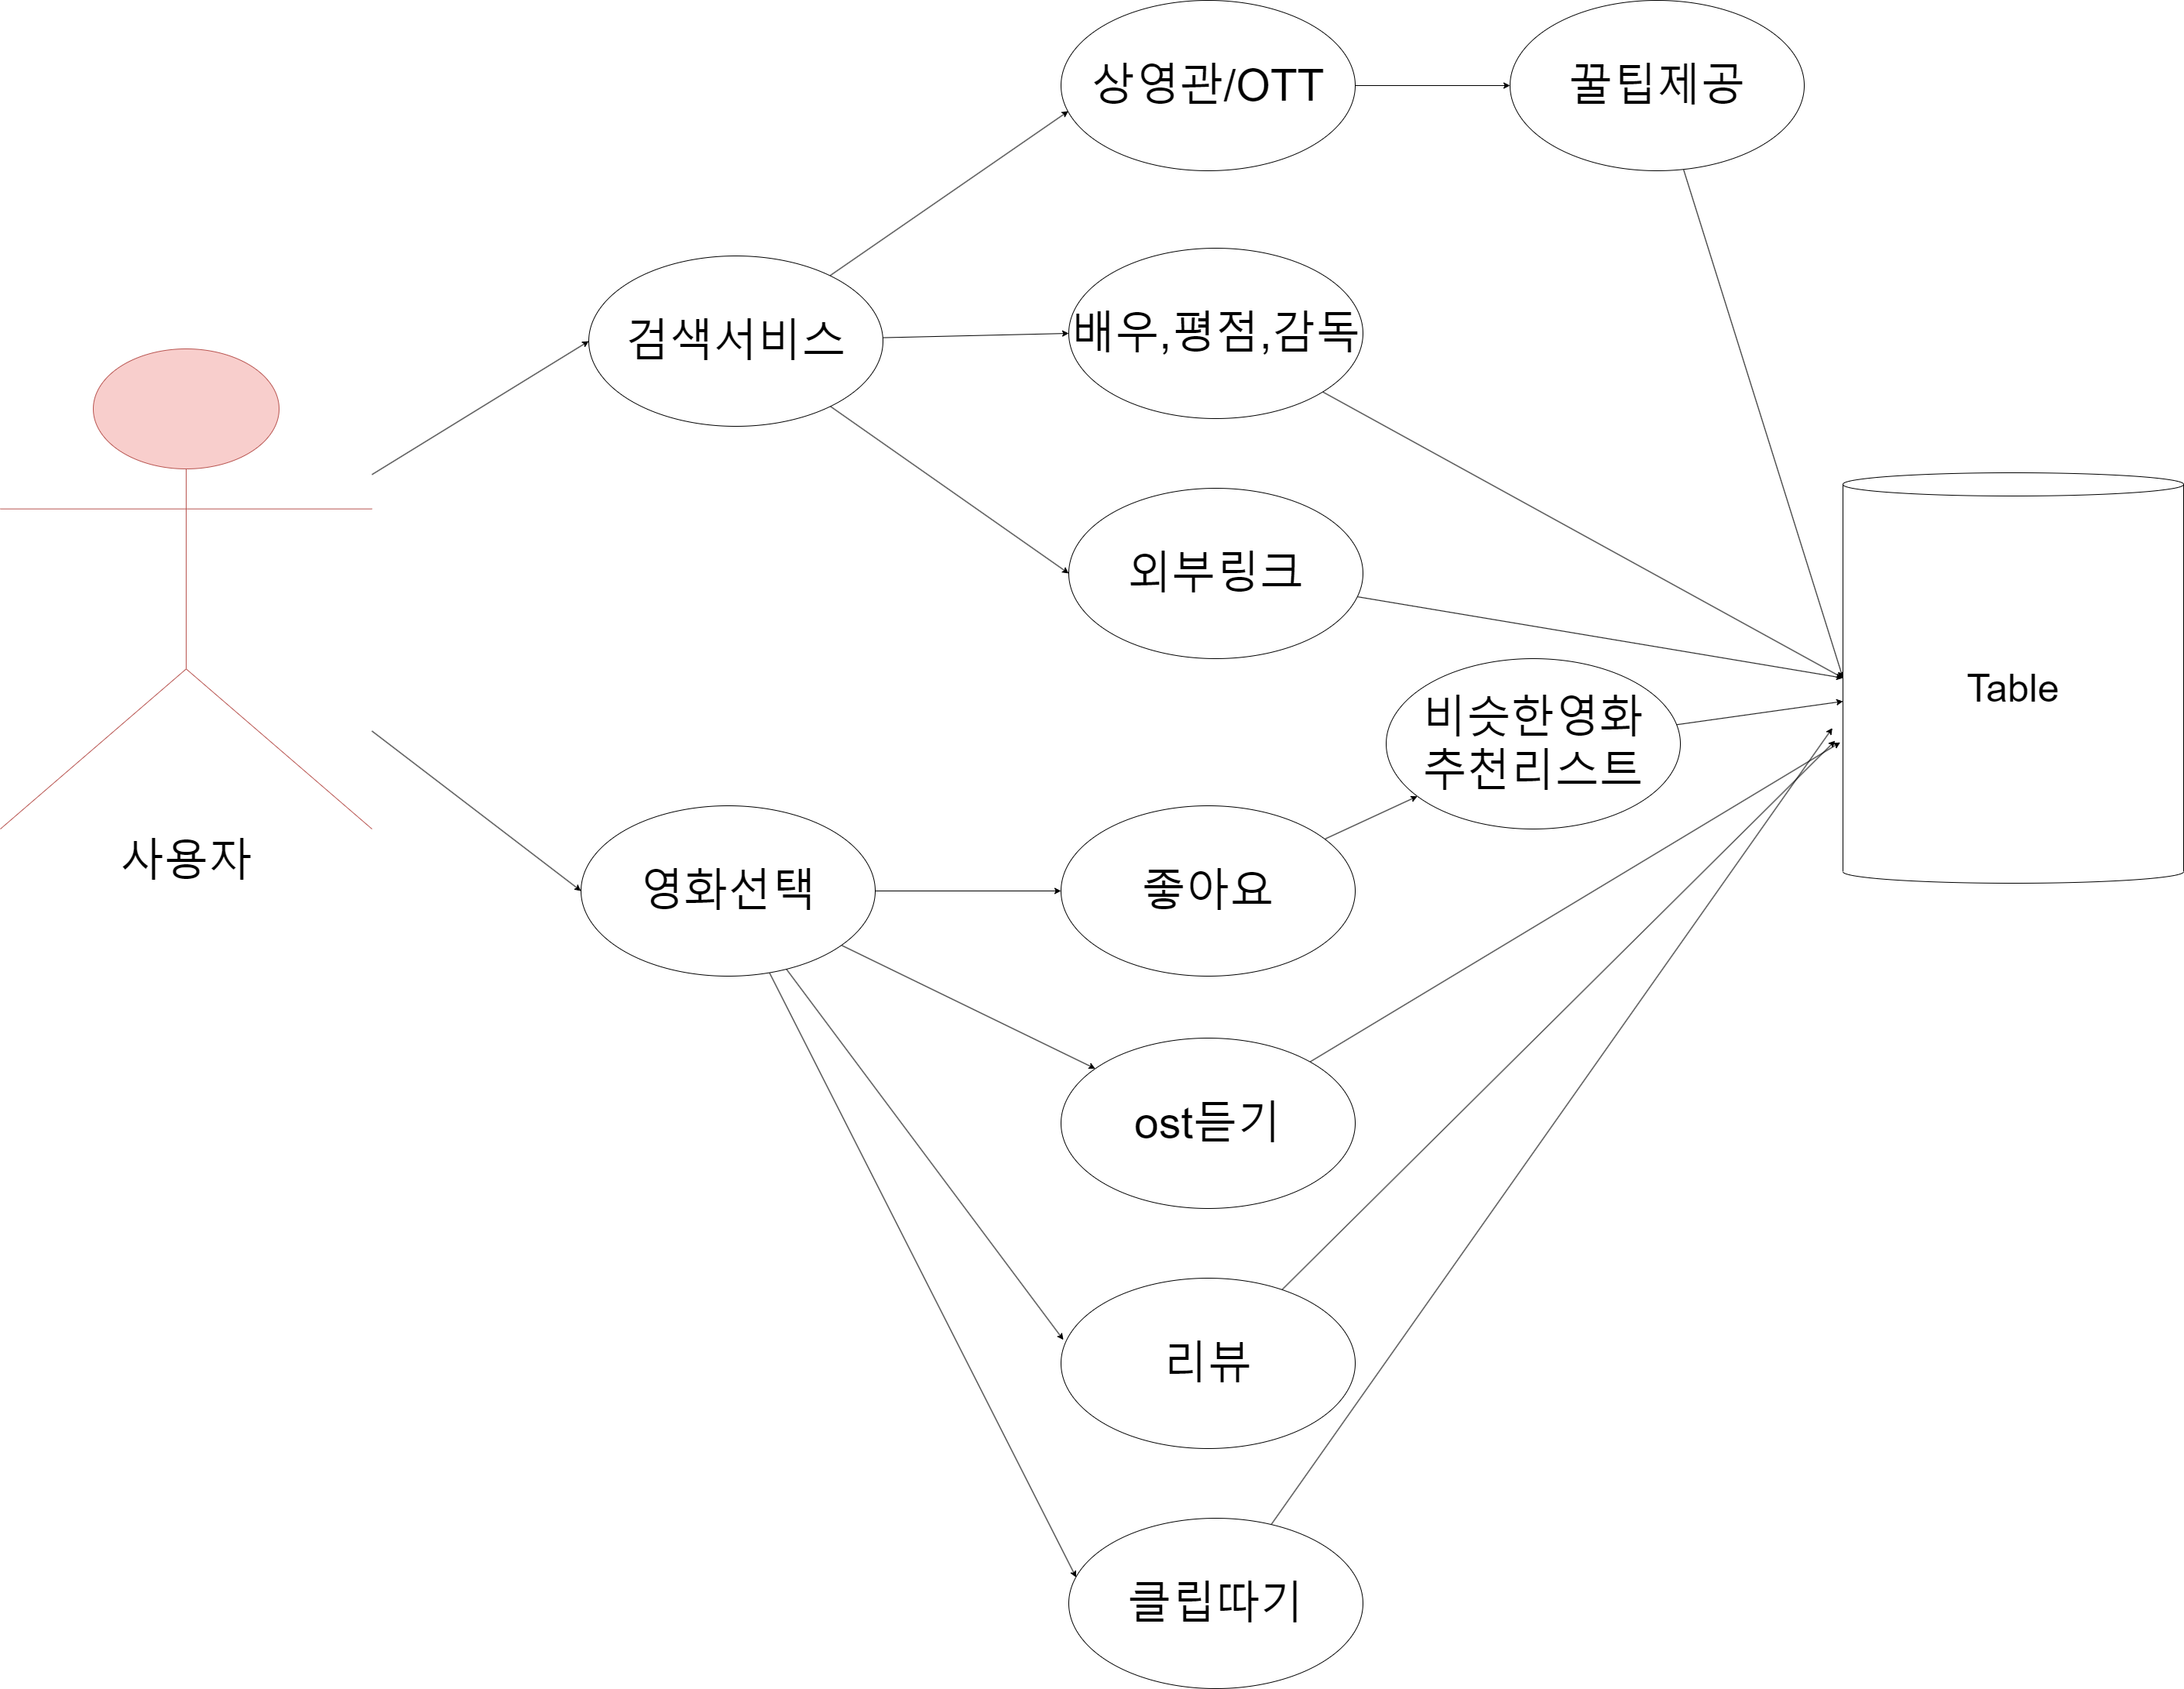 상영관/OTT
꿀팁제공
검색서비스
배우,평점,감독
외부링크
비슷한영화
추천리스트
Table
사용자
영화선택
좋아요
ost듣기
리뷰
클립따기